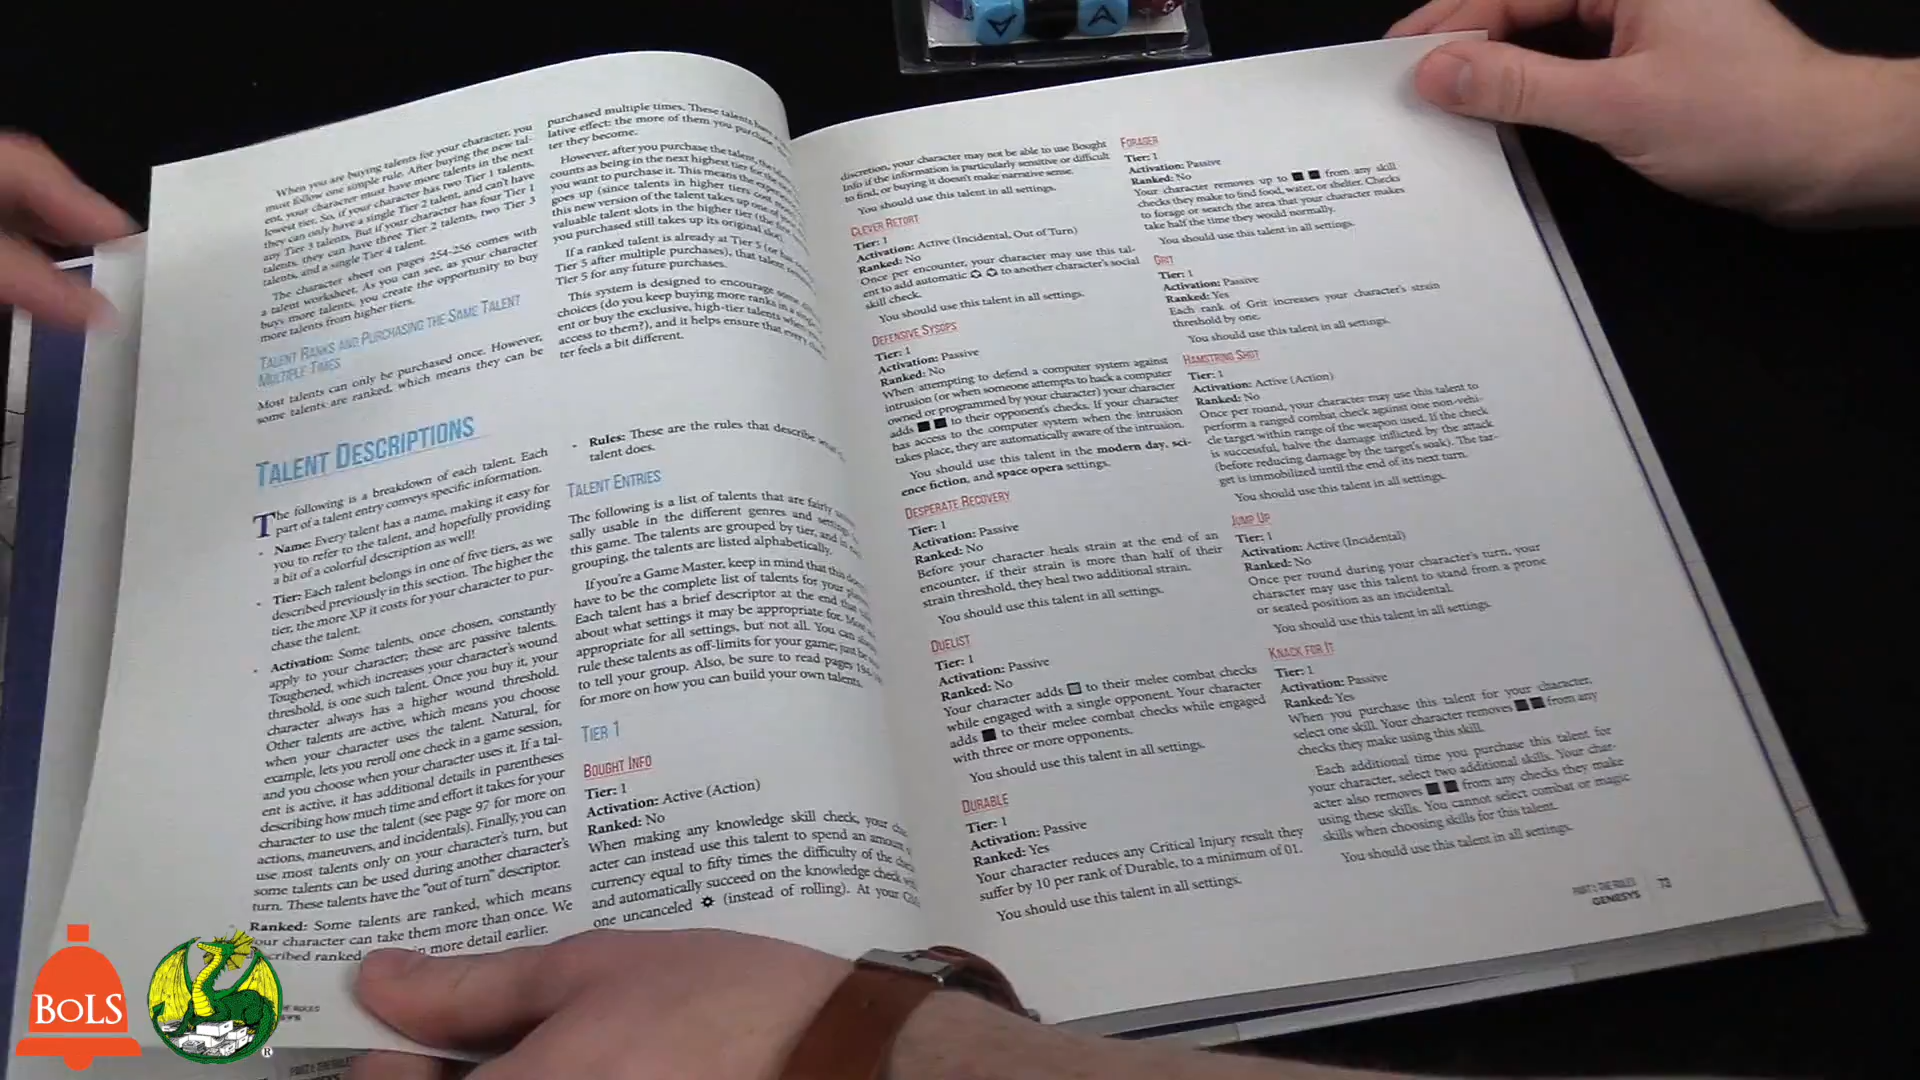 When you are buying talents for your character, you
must follow one simple rule. After buying the new tal-
ent, your character must have more talents in the next
lowest tier. So, if your character has two Tier 1 talents,
they can only have a single Tier 2 talent, and can't have
any Tier 3 talents. But if your character has four Tier 1
talents, they can have three Tier 2 talents, two Tier 3
talents, and a single Tier 4 talent.
The character sheet on pages 254-256 comes with
a talent worksheet. As you can see, as your character
buys more talents, you create the opportunity to buy
more talents from higher tiers.
TALENT RANKS AND PURCHASING THE SAME TALENT
MULTIPLE TIMES
Most talents can only be purchased once. However,
some talents are ranked, which means they can be
purchased multiple times. These talents have a
lative effect: the more of them you purchase,
ter they become.
However, after you purchase the talent, the
counts as being in the next highest tier for the
you want to purchase it. This means the
goes up (since talents in higher tiers cost
this new version of the talent takes up one of
valuable talent slots in the higher tier (the first
you purchased still takes up its original slot).
If a ranked talent is already at Tier 5 (or
Tier 5 after multiple purchases), that talent
Tier 5 for any future purchases.
This system is designed to encourage some
choices (do you keep buying more ranks in a single
ent or buy the exclusive, high-tier talents when you
access to them?), and it helps ensure that every
ter feels a bit different.
TALENT DESCRIPTIONS
The following is a breakdown of each talent. Each
part of a talent entry conveys specific information.
· Name: Every talent has a name, making it easy for
you to refer to the talent, and hopefully providing
a bit of a colorful description as well!
· Tier: Each talent belongs in one of five tiers, as we
described previously in this section. The higher the
tier, the more XP it costs for your character to pur-
chase the talent.
· Activation: Some talents, once chosen, constantly
apply to your character; these are passive talents.
Toughened, which increases your character's wound
threshold, is one such talent. Once you buy it, your
character always has a higher wound threshold.
Other talents are active, which means you choose
when your character uses the talent. Natural, for
example, lets you reroll one check in a game session,
and you choose when your character uses it. If a tal-
ent is active, it has additional details in parentheses
describing how much time and effort it takes for your
character to use the talent (see page 97 for more on
actions, maneuvers, and incidentals). Finally, you can
use most talents only on your character's turn, but
some talents can be used during another character's
turn. These talents have the "out of turn" descriptor.
Ranked: Some talents are ranked, which means
your character can take them more than once. We
scribed ranked in more detail earlier.
· Rules: These are the rules that describe what
talent does.
TALENT ENTRIES
The following is a list of talents that are fairly
sally usable in the different genres and settings
this game. The talents are grouped by tier, and in
grouping, the talents are listed alphabetically.
If you're a Game Master, keep in mind that this
have to be the complete list of talents for your
Each talent has a brief descriptor at the end that
about what settings it may be appropriate for. Most
appropriate for all settings, but not all. You can
rule these talents as off-limits for your game; just be
to tell your group. Also, be sure to read pages
for more on how you can build your own talents.
TIER 1
BOUGHT INFO
Tier: 1
Activation: Active (Action)
Ranked: No
When making any knowledge skill check, your
acter can instead use this talent to spend an amount
currency equal to fifty times the difficulty of the
and automatically succeed on the knowledge check with
one uncanceled (instead of rolling). At your
discretion, your character may not be able to use Bought
Info if the information is particularly sensitive or difficult
to find, or buying it doesn't make narrative sense.
You should use this talent in all settings.
CLEVER RETORT
Tier: 1
Activation: Active (Incidental, Out of Turn)
Ranked: No
Once per encounter, your character may use this tal-
ent to add automatic to another character's social
skill check.
You should use this talent in all settings.
DEFENSIVE SYSOPS
Tier: 1
Activation: Passive
Ranked: No
When attempting to defend a computer system against
intrusion (or when someone attempts to hack a computer
owned or programmed by your character) your character
adds ■ ■ to their opponent's checks. If your character
has access to the computer system when the intrusion
takes place, they are automatically aware of the intrusion.
You should use this talent in the modern day, sci-
ence fiction, and space opera settings.
DESPERATE RECOVERY
Tier: 1
Activation: Passive
Ranked: No
Before your character heals strain at the end of an
encounter, if their strain is more than half of their
strain threshold, they heal two additional strain.
You should use this talent in all settings.
DUELIST
Tier: 1
Activation: Passive
Ranked: No
Your character adds □ to their melee combat checks
while engaged with a single opponent. Your character
adds ■ to their melee combat checks while engaged
with three or more opponents.
You should use this talent in all settings.
DURABLE
Tier: 1
Activation: Passive
Ranked: Yes
Your character reduces any Critical Injury result they
suffer by 10 per rank of Durable, to a minimum of 01.
You should use this talent in all settings.
FORAGER
Tier: 1
Activation: Passive
Ranked: No
Your character removes up to ■ ■ from any skill
checks they make to find food, water, or shelter. Checks
to forage or search the area that your character makes
take half the time they would normally.
You should use this talent in all settings.
GRIT
Tier: 1
Activation: Passive
Ranked: Yes
Each rank of Grit increases your character's strain
threshold by one.
You should use this talent in all settings.
HAMSTRING SHOT
Tier: 1
Activation: Active (Action)
Ranked: No
Once per round, your character may use this talent to
perform a ranged combat check against one non-vehi-
cle target within range of the weapon used. If the check
is successful, halve the damage inflicted by the attack
(before reducing damage by the target's soak). The tar-
get is immobilized until the end of its next turn.
You should use this talent in all settings.
JUMP UP
Tier: 1
Activation: Active (Incidental)
Ranked: No
Once per round during your character's turn, your
character may use this talent to stand from a prone
or seated position as an incidental.
You should use this talent in all settings.
KNACK FOR IT
Tier: 1
Activation: Passive
Ranked: Yes
When you purchase this talent for your character,
select one skill. Your character removes ■ ■ from any
checks they make using this skill.
Each additional time you purchase this talent for
your character, select two additional skills. Your char-
acter also removes ■ ■ from any checks they make
using these skills. You cannot select combat or magic
skills when choosing skills for this talent.
You should use this talent in all settings.
PART I: THE RULES
GENESYS
73
BoLS
®